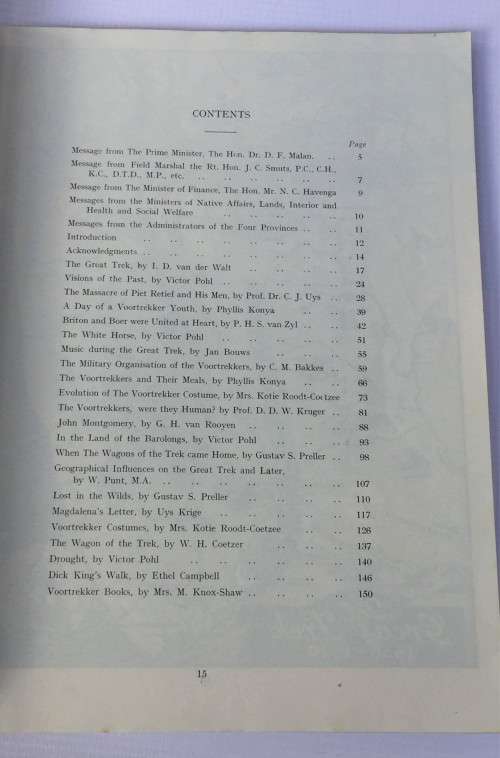 CONTENTS
Page
Message from The Prime Minister, The Hon. Dr. D. F. Malan. .. 5
Message from Field Marshal the Rt. Hon. J. C. Smuts, P.C., C.H.,
K.C., D.T.D., M.P., etc. .. .. .. .. .. .. 7
Message from The Minister of Finance, The Hon. Mr. N. C. Havenga 9
Messages from the Ministers of Native Affairs, Lands, Interior and
Health and Social Welfare .. .. .. .. .. 10
Messages from the Administrators of the Four Provinces .. .. 11
Introduction .. .. .. .. .. .. .. .. 12
Acknowledgments .. .. .. .. .. .. .. .. 14
The Great Trek, by I. D. van der Walt .. .. .. .. 17
Visions of the Past, by Victor Pohl .. .. .. .. .. 24
The Massacre of Piet Retief and His Men, by Prof. Dr. C. J. Uys .. 28
A Day of a Voortrekker Youth, by Phyllis Konya .. .. 39
Briton and Boer were United at Heart, by P. H. S. van Zyl .. .. 42
The White Horse, by Victor Pohl .. .. .. .. .. 51
Music during the Great Trek, by Jan Bouws .. .. .. 55
The Military Organisation of the Voortrekkers, by C. M. Bakkes .. 59
The Voortrekkers and Their Meals, by Phyllis Konya .. .. 66
Evolution of The Voortrekker Costume, by Mrs. Kotie Roodt-Coetzee 73
The Voortrekkers, were they Human? by Prof. D. D. W. Kruger .. 81
John Montgomery, by G. H. van Rooyen .. .. .. .. 88
In the Land of the Barolongs, by Victor Pohl .. .. .. 93
When The Wagons of the Trek came Home, by Gustav S. Preller .. 98
Geographical Influences on the Great Trek and Later,
by W. Punt, M.A. .. .. .. .. .. .. .. 107
Lost in the Wilds, by Gustav S. Preller .. .. .. .. 110
Magdalena's Letter, by Uys Krige .. .. .. .. .. 117
Voortrekker Costumes, by Mrs. Kotie Roodt-Coetzee .. .. 126
The Wagon of the Trek, by W. H. Coetzer .. .. .. 137
Drought, by Victor Pohl .. .. .. .. .. .. 140
Dick King's Walk, by Ethel Campbell .. .. .. .. 146
Voortrekker Books, by Mrs. M. Knox-Shaw .. .. .. .. 150
15